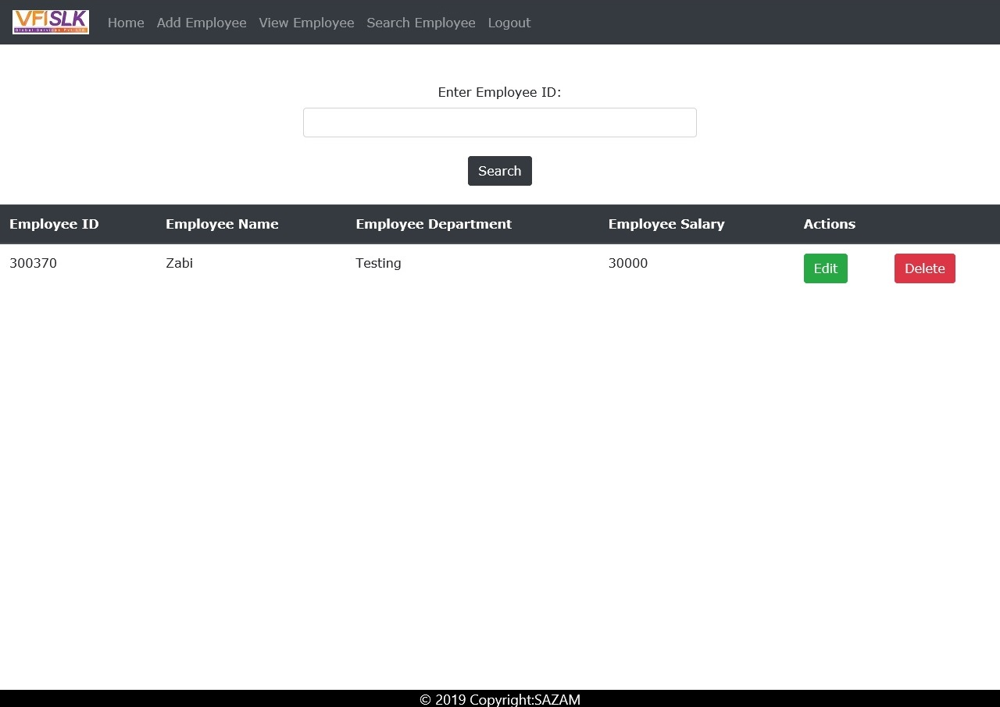 VFISLK
Global Services Pvt.Ltd
Home Add Employee View Employee Search Employee Logout
Enter Employee ID:
Search
Employee ID Employee Name Employee Department Employee Salary Actions
300370 Zabi Testing 30000 Edit Delete
© 2019 Copyright:SAZAM